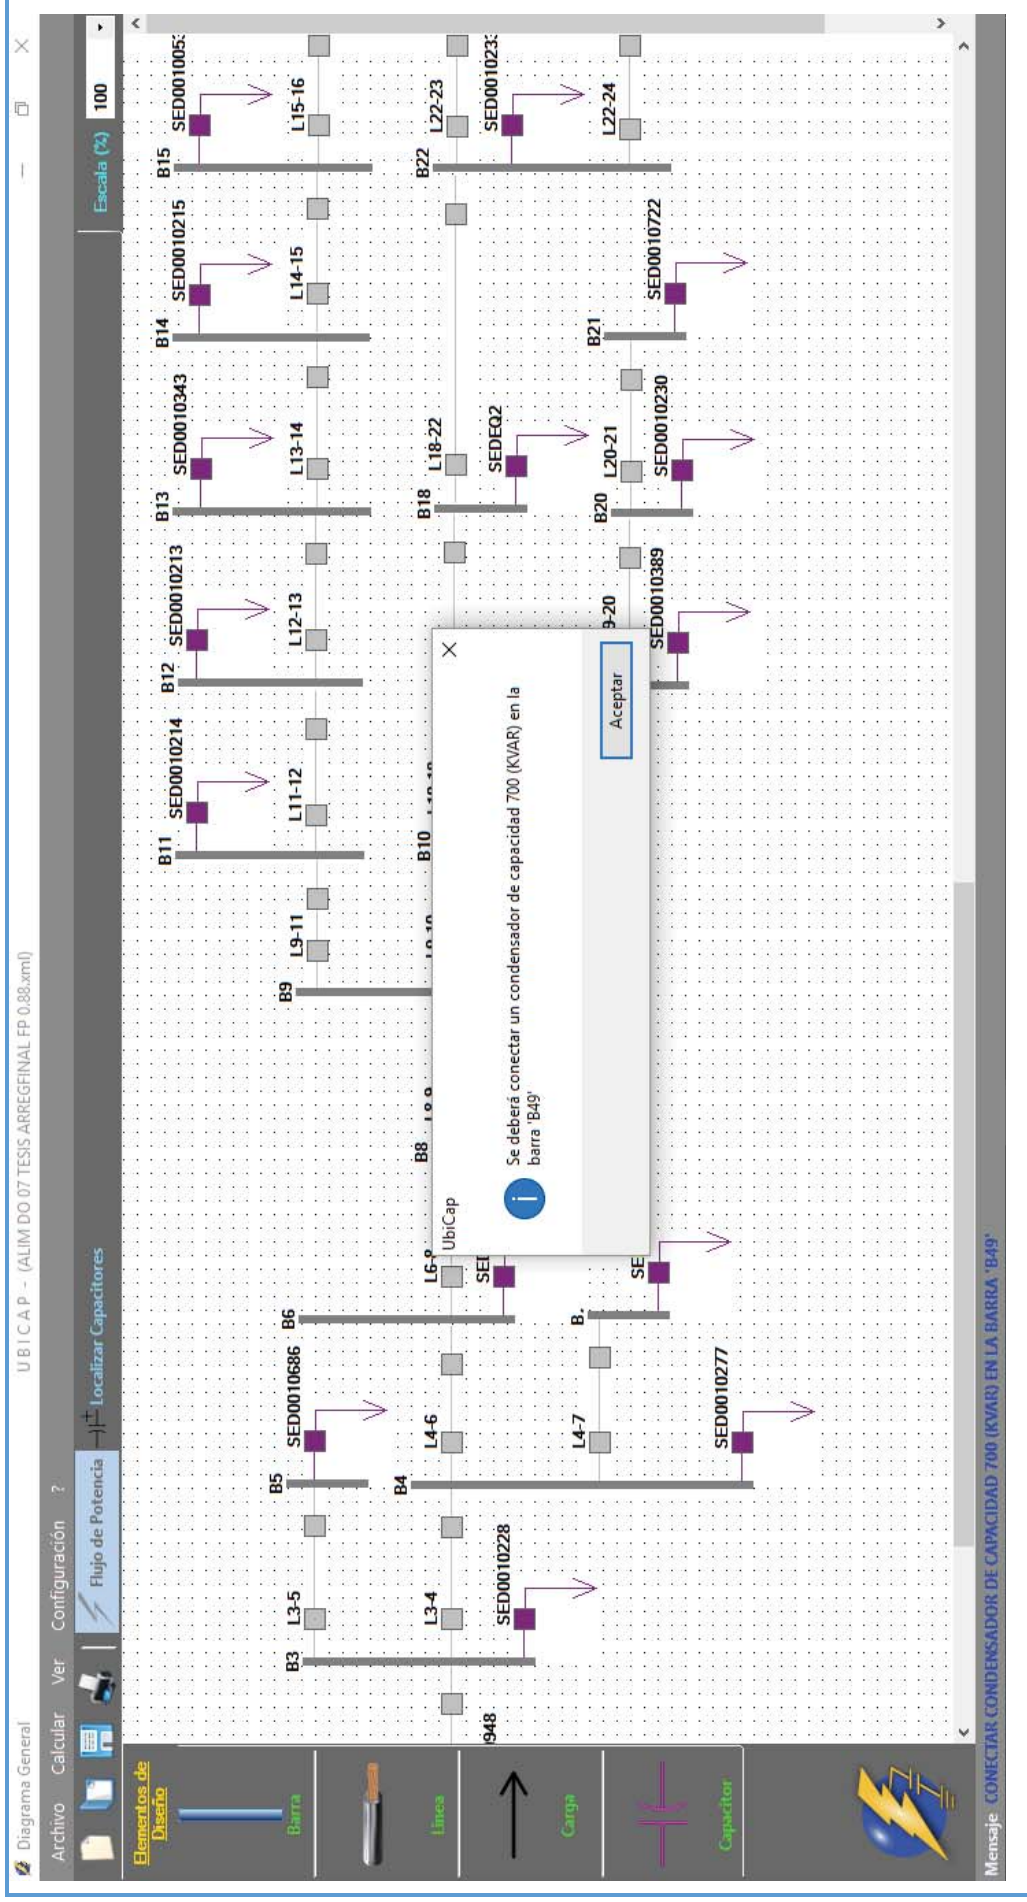 Diagrama General
U B I C A P - (ALIM DO 07 TESIS ARREGFINAL FP 0.88.xml)
Archivo Calcular Ver Configuración ?
Flujo de Potencia Localizar Capacitores Escala (%) 100
Elementos de
Diseño
Barra
Línea
Carga
Capacitor
B11 SED0010214
B12 SED0010213
B13 SED0010343
B14 SED0010215
B15 SED001005
B9 L9-11 L11-12 L12-13 L13-14 L14-15 L15-16
B3 L3-5
B5 SED0010686
B6
B4
L3-4 L4-6 L6-8
B8
B10
B18 L18-22
B22 L22-23
SED0010228
SEDEQ2
SED001023
L4-7
9-20
B20 L20-21
B21
L22-24
SED0010389
SED0010230
SED0010722
SED0010277
948
UbiCap
Se deberá conectar un condensador de capacidad 700 (KVAR) en la
barra 'B49'
Aceptar
Mensaje CONECTAR CONDENSADOR DE CAPACIDAD 700 (KVAR) EN LA BARRA 'B49'